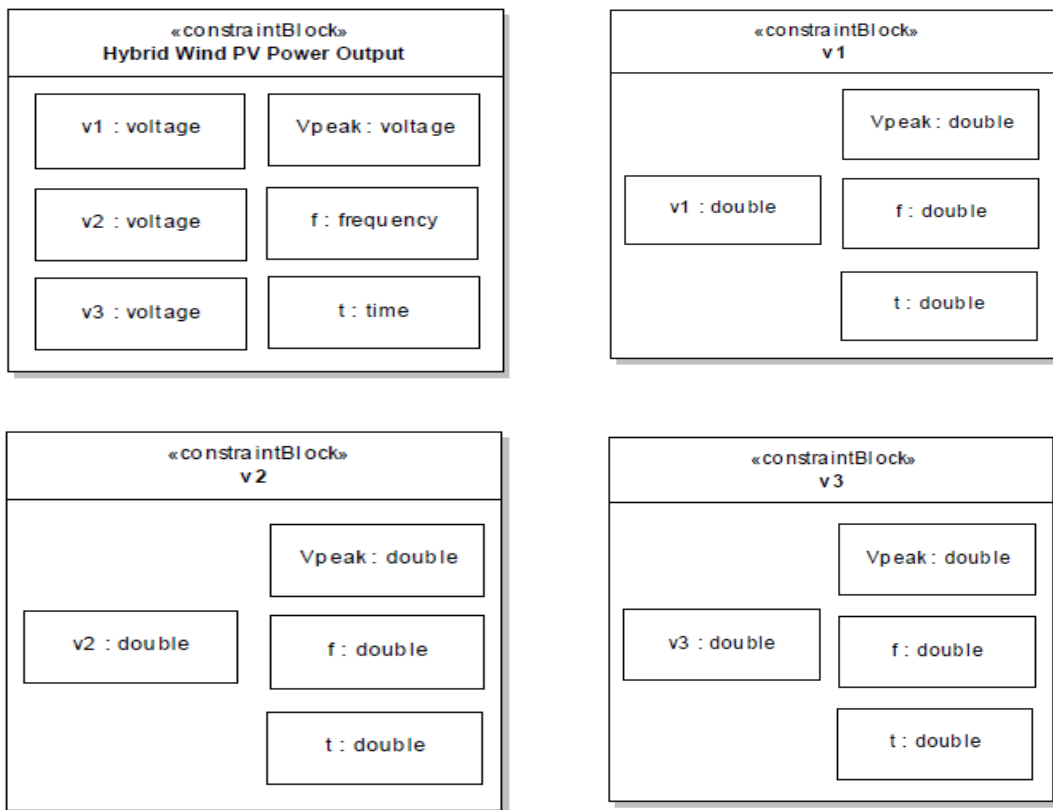 «constraintBlock»
Hybrid Wind PV Power Output
v1 : voltage
Vpeak : voltage
v2 : voltage
f : frequency
v3 : voltage
t : time
«constraintBlock»
v1
Vpeak : double
v1 : double
f : double
t : double
«constraintBlock»
v2
Vpeak : double
v2 : double
f : double
t : double
«constraintBlock»
v3
Vpeak : double
v3 : double
f : double
t : double